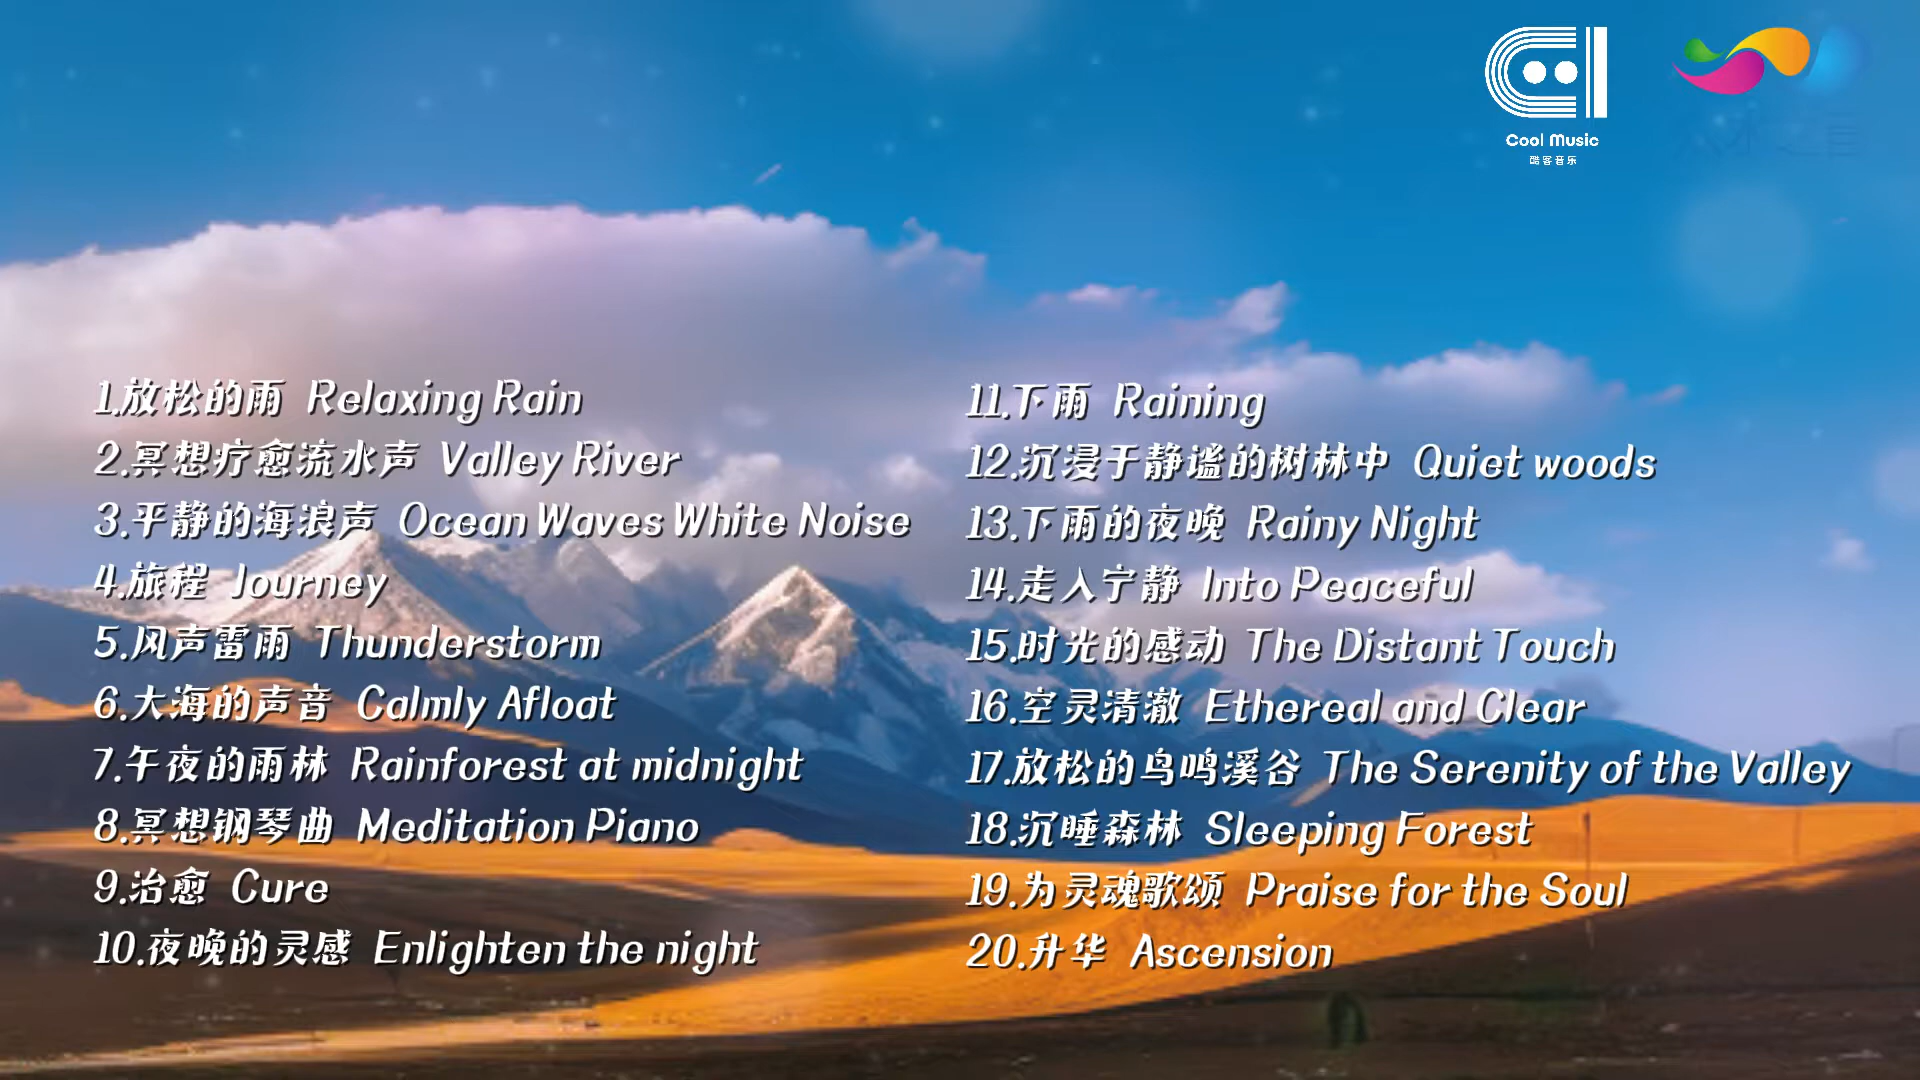 Cool Music
酷客音乐
1.放松的雨 Relaxing Rain
2.冥想疗愈流水声 Valley River
3.平静的海浪声 Ocean Waves White Noise
4.旅程 Journey
5.风声雷雨 Thunderstorm
6.大海的声音 Calmly Afloat
7.午夜的雨林 Rainforest at midnight
8.冥想钢琴曲 Meditation Piano
9.治愈 Cure
10.夜晚的灵感 Enlighten the night
11.下雨 Raining
12.沉浸于静谧的树林中 Quiet woods
13.下雨的夜晚 Rainy Night
14.走入宁静 Into Peaceful
15.时光的感动 The Distant Touch
16.空灵清澈 Ethereal and Clear
17.放松的鸟鸣溪谷 The Serenity of the Valley
18.沉睡森林 Sleeping Forest
19.为灵魂歌颂 Praise for the Soul
20.升华 Ascension